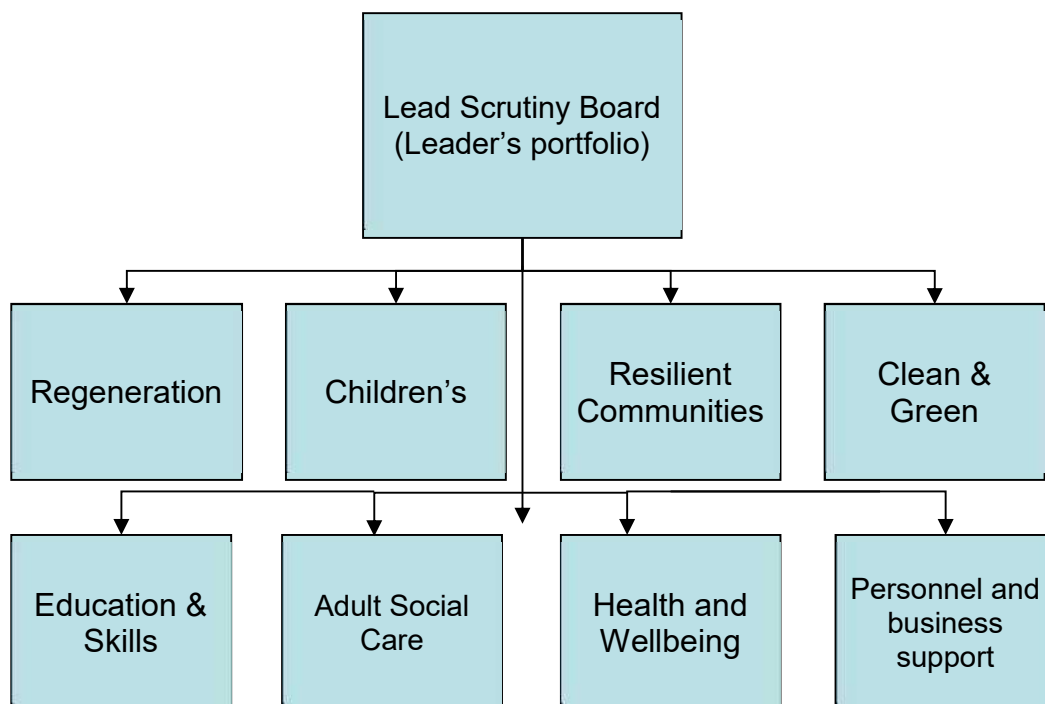 Lead Scrutiny Board
(Leader’s portfolio)
Regeneration
Children’s
Resilient
Communities
Clean &
Green
Education &
Skills
Adult Social
Care
Health and
Wellbeing
Personnel and
business
support